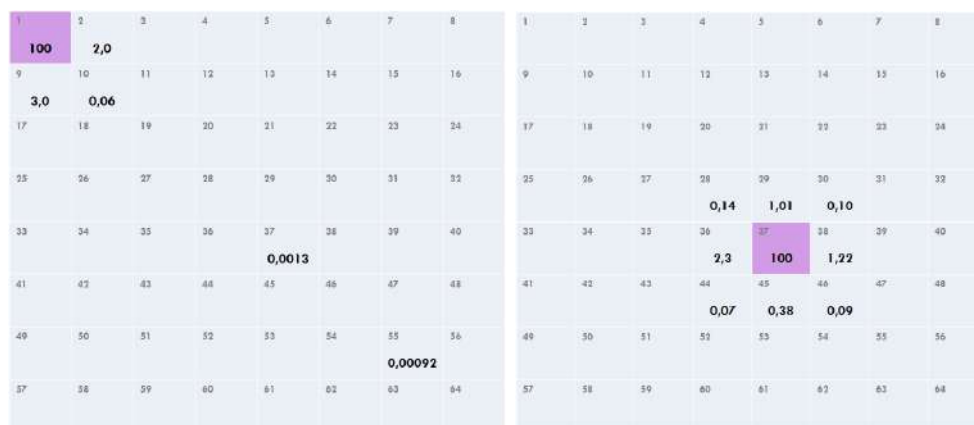 1 2 3 4 5 6 7 8
100 2,0
9 10 11 12 13 14 15 16
3,0 0,06
17 18 19 20 21 22 23 24
25 26 27 28 29 30 31 32
33 34 35 36 37 38 39 40
0,0013
41 42 43 44 45 46 47 48
49 50 51 52 53 54 55 56
0,00092
57 58 59 60 61 62 63 64
1 2 3 4 5 6 7 8
9 10 11 12 13 14 15 16
17 18 19 20 21 22 23 24
25 26 27 28 29 30 31 32
0,14 1,01 0,10
33 34 35 36 37 38 39 40
2,3 100 1,22
41 42 43 44 45 46 47 48
0,07 0,38 0,09
49 50 51 52 53 54 55 56
57 58 59 60 61 62 63 64